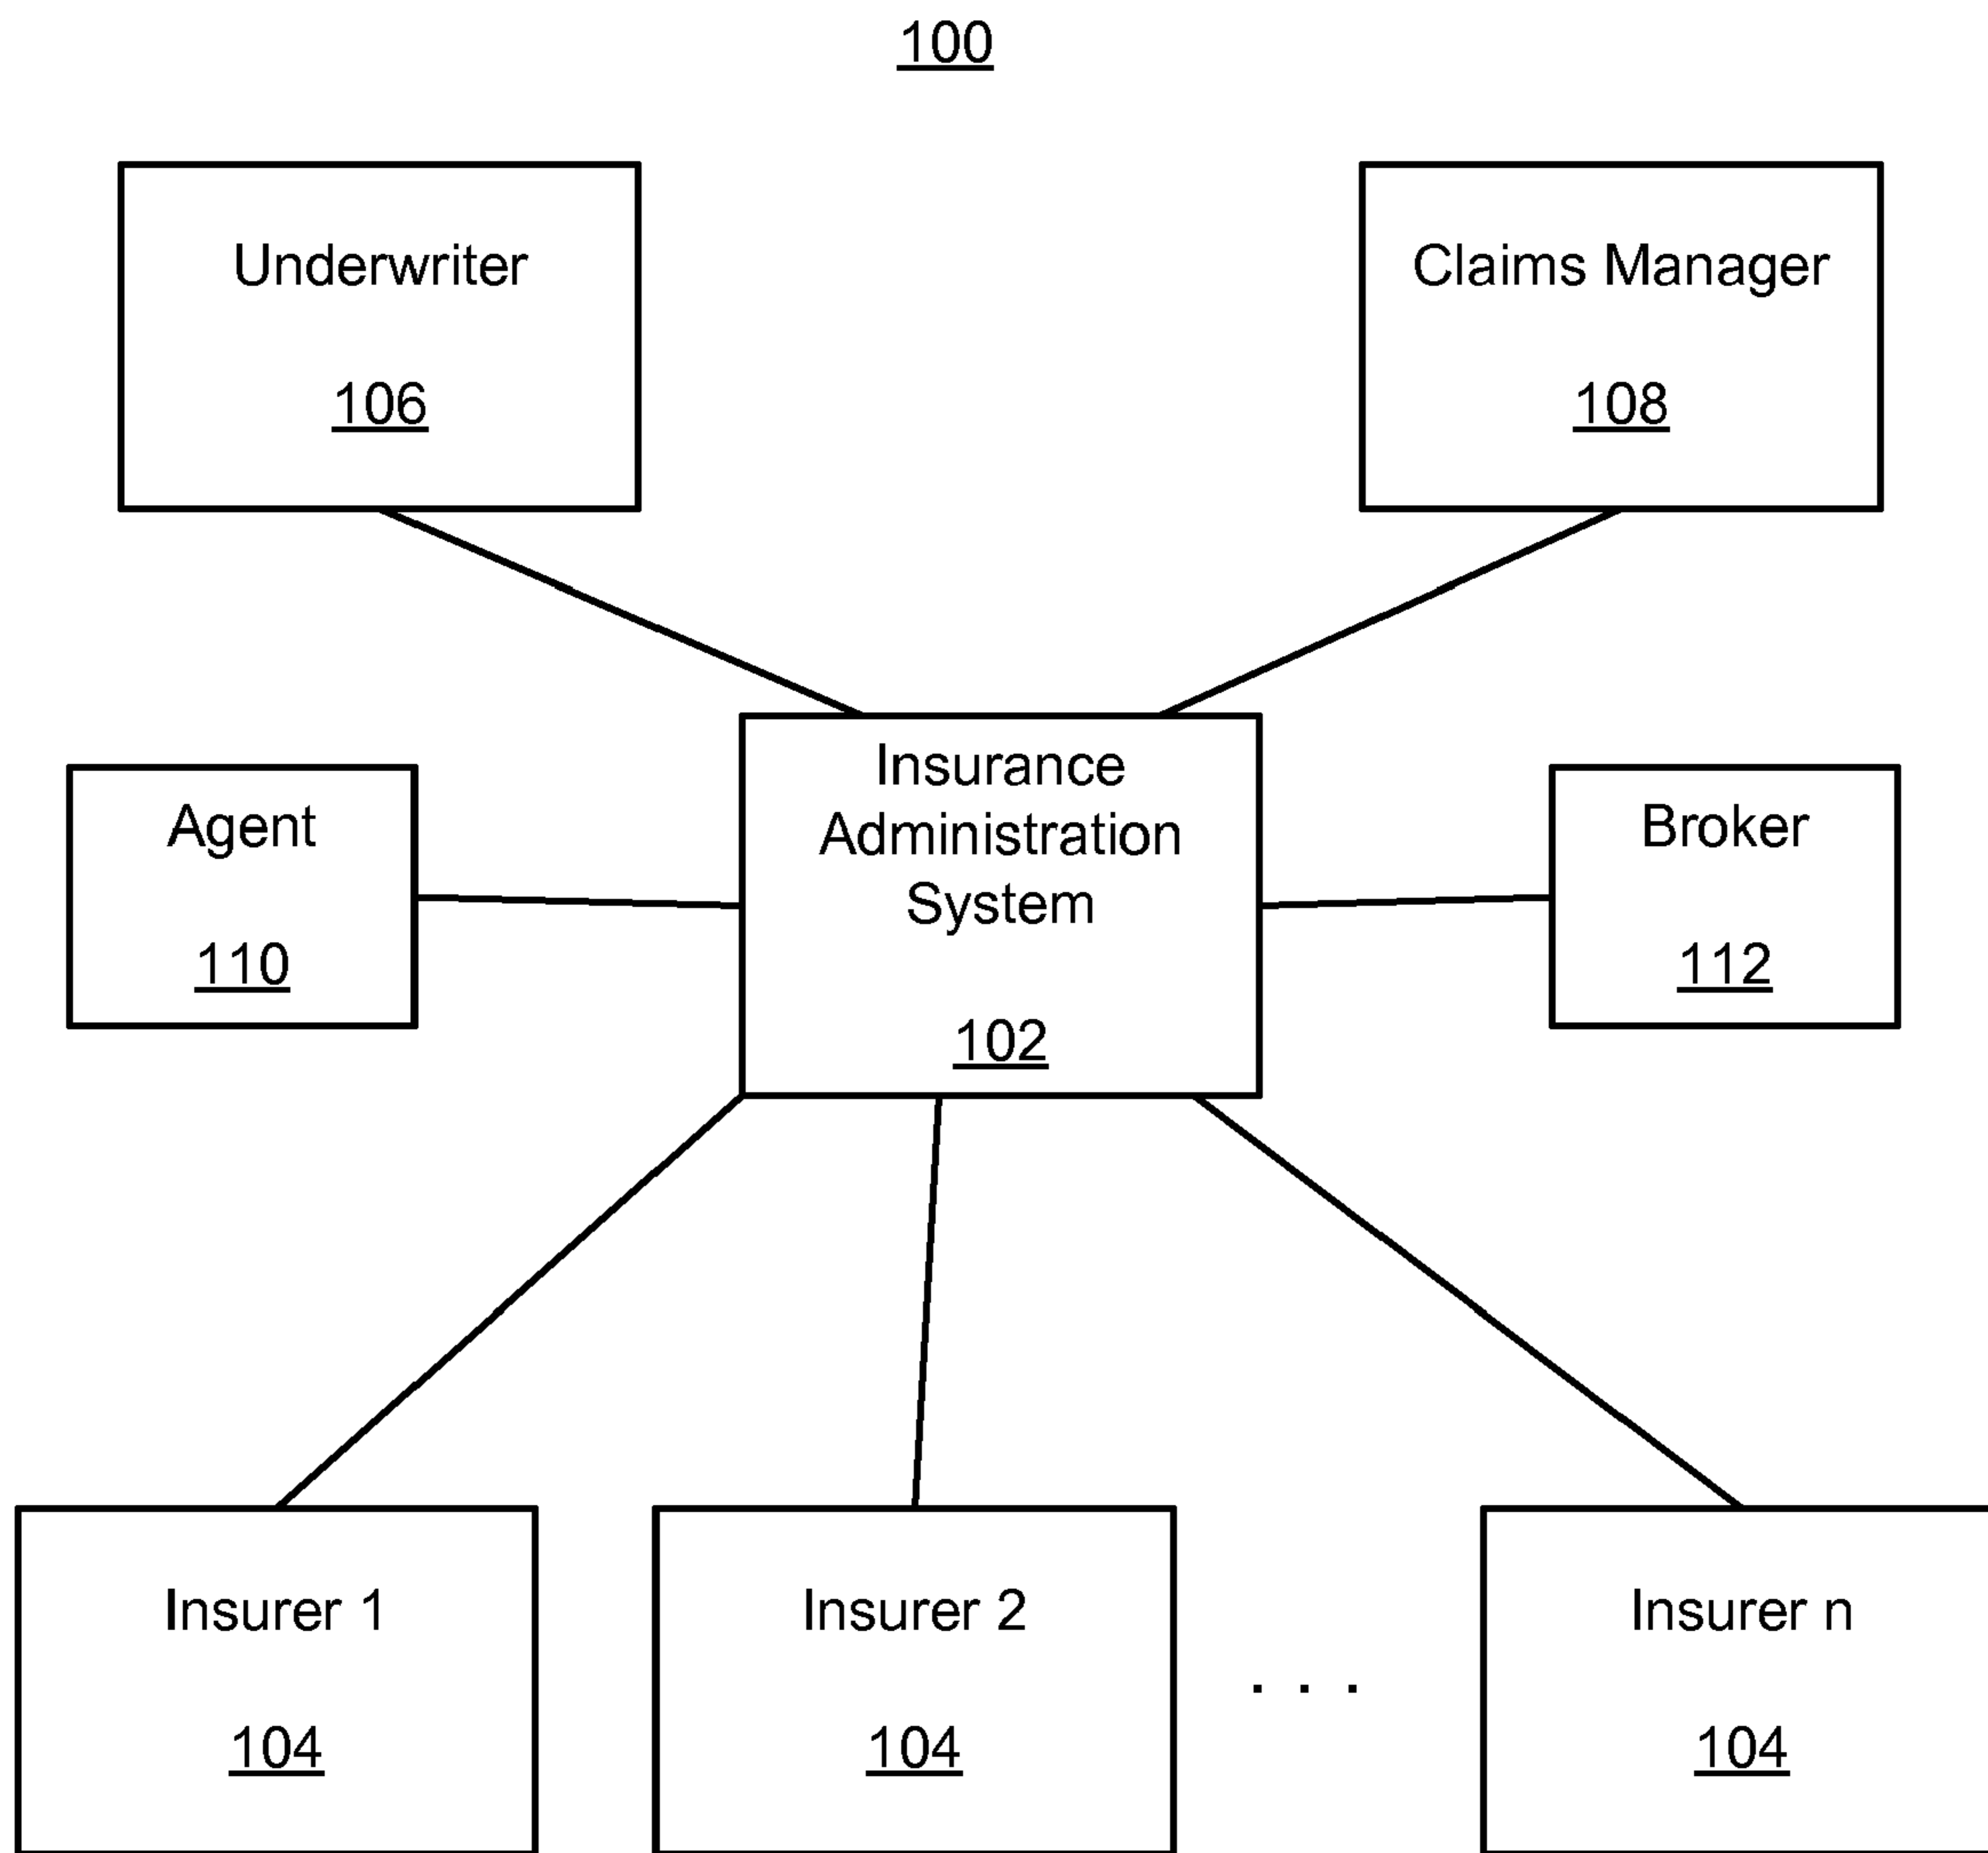 100
Underwriter
106
Claims Manager
108
Agent
110
Insurance
Administration
System
102
Broker
112
Insurer 1
104
Insurer 2
104
. . .
Insurer n
104